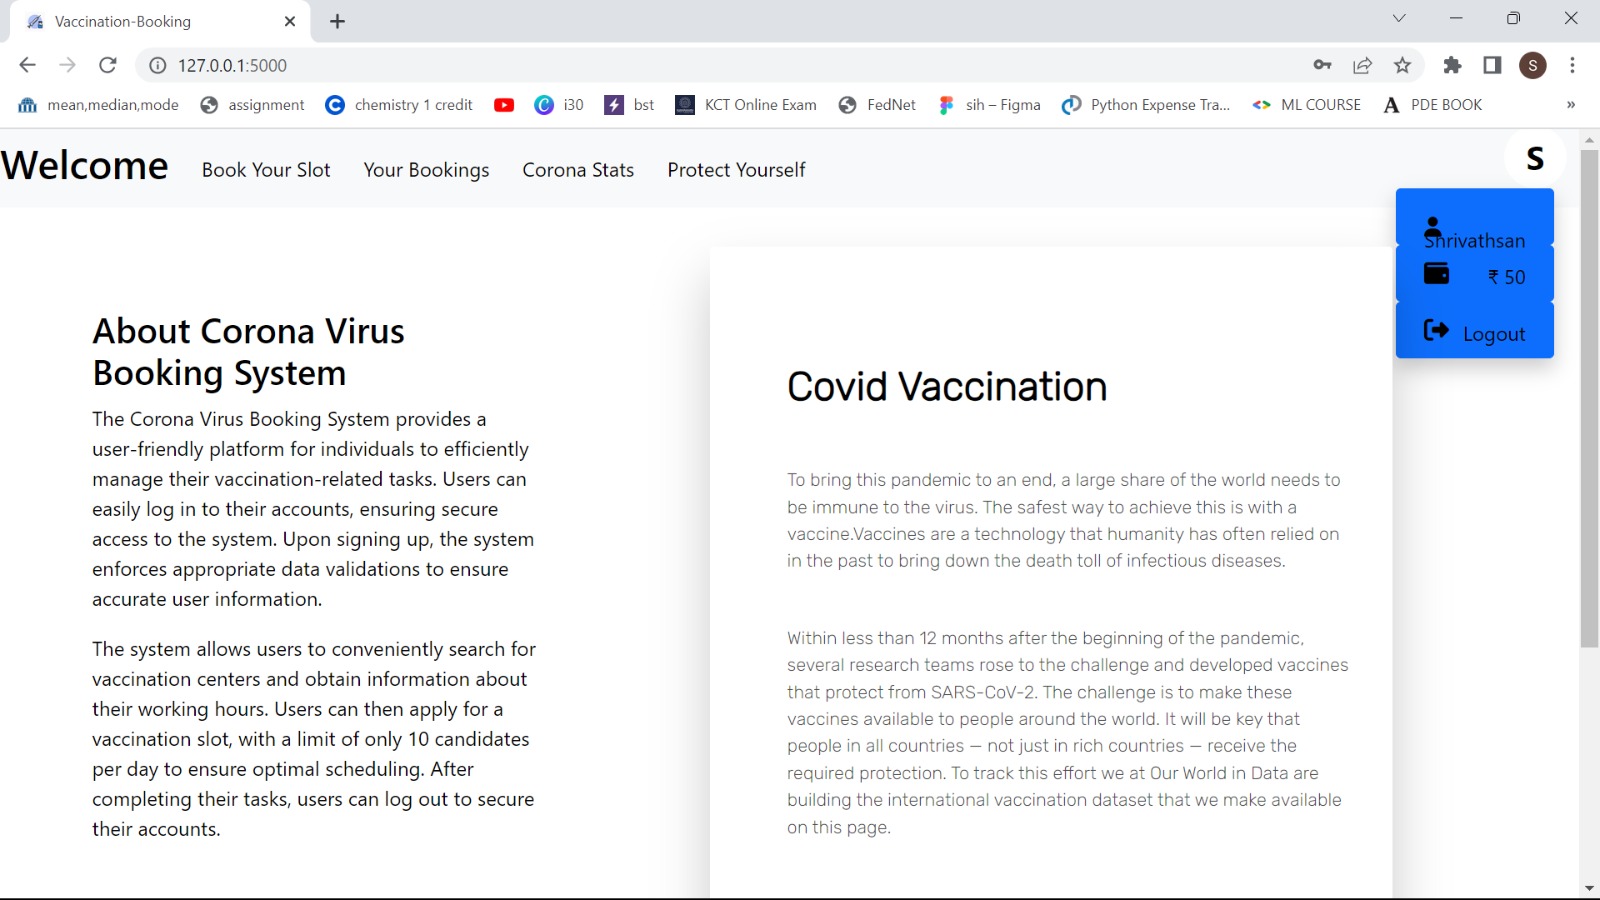 Vaccination-Booking
127.0.0.1:5000
S
mean,median,mode
assignment
chemistry 1 credit
i30
bst
KCT Online Exam
FedNet
sih – Figma
Python Expense Tra...
ML COURSE
PDE BOOK
Welcome
Book Your Slot
Your Bookings
Corona Stats
Protect Yourself
S
Shrivathsan
₹ 50
Logout
About Corona Virus
Booking System
The Corona Virus Booking System provides a
user-friendly platform for individuals to efficiently
manage their vaccination-related tasks. Users can
easily log in to their accounts, ensuring secure
access to the system. Upon signing up, the system
enforces appropriate data validations to ensure
accurate user information.
The system allows users to conveniently search for
vaccination centers and obtain information about
their working hours. Users can then apply for a
vaccination slot, with a limit of only 10 candidates
per day to ensure optimal scheduling. After
completing their tasks, users can log out to secure
their accounts.
Covid Vaccination
To bring this pandemic to an end, a large share of the world needs to
be immune to the virus. The safest way to achieve this is with a
vaccine.Vaccines are a technology that humanity has often relied on
in the past to bring down the death toll of infectious diseases.
Within less than 12 months after the beginning of the pandemic,
several research teams rose to the challenge and developed vaccines
that protect from SARS-CoV-2. The challenge is to make these
vaccines available to people around the world. It will be key that
people in all countries — not just in rich countries — receive the
required protection. To track this effort we at Our World in Data are
building the international vaccination dataset that we make available
on this page.